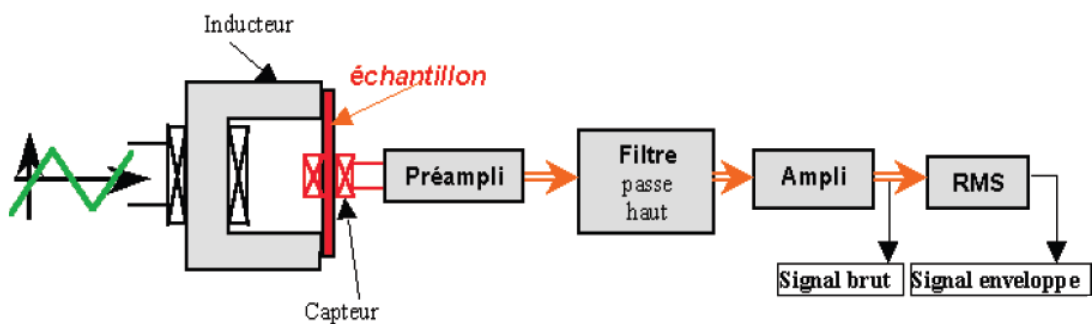 Inducteur
échantillon
Préampli
Filtre
passe
haut
Ampli
RMS
Signal brut
Signal enveloppe
Capteur